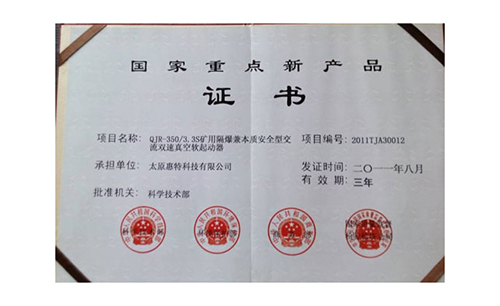 国家重点新产品
证书
项目名称: QJR-350/3.3S矿用隔爆兼本质安全型交
流双速真空软起动器
项目编号: 2011TJA30012
承担单位: 太原惠特科技有限公司
发证时间: 二〇一一年八月
有效期: 三年
批准机关: 科学技术部